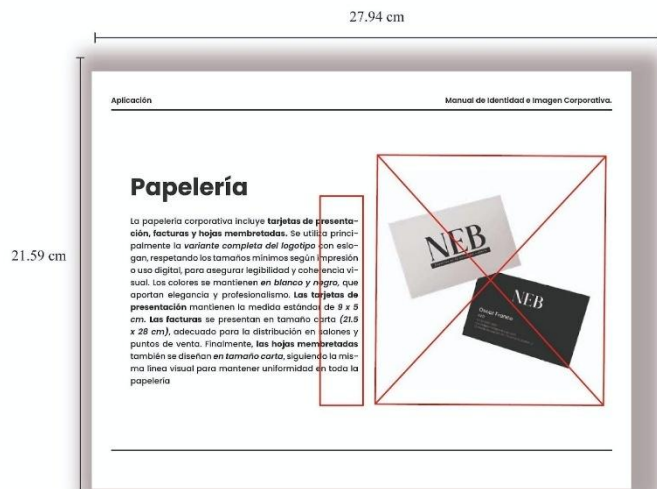 27.94 cm
21.59 cm
Aplicación
Manual de Identidad e Imagen Corporativa.
Papelería
La papelería corporativa incluye tarjetas de presenta-
ción, facturas y hojas membretadas. Se utiliza princi-
palmente la variante completa del logotipo con eslo-
gan, respetando los tamaños mínimos según impresión
o uso digital, para asegurar legibilidad y coherencia vi-
sual. Los colores se mantienen en blanco y negro, que
aportan elegancia y profesionalismo. Las tarjetas de
presentación mantienen la medida estándar de 9 x 5
cm. Las facturas se presentan en tamaño carta (21.5
x 28 cm), adecuado para la distribución en salones y
puntos de venta. Finalmente, las hojas membretadas
también se diseñan en tamaño carta, siguiendo la mis-
ma línea visual para mantener uniformidad en toda la
papelería
NEB
NEB
Omar Franco